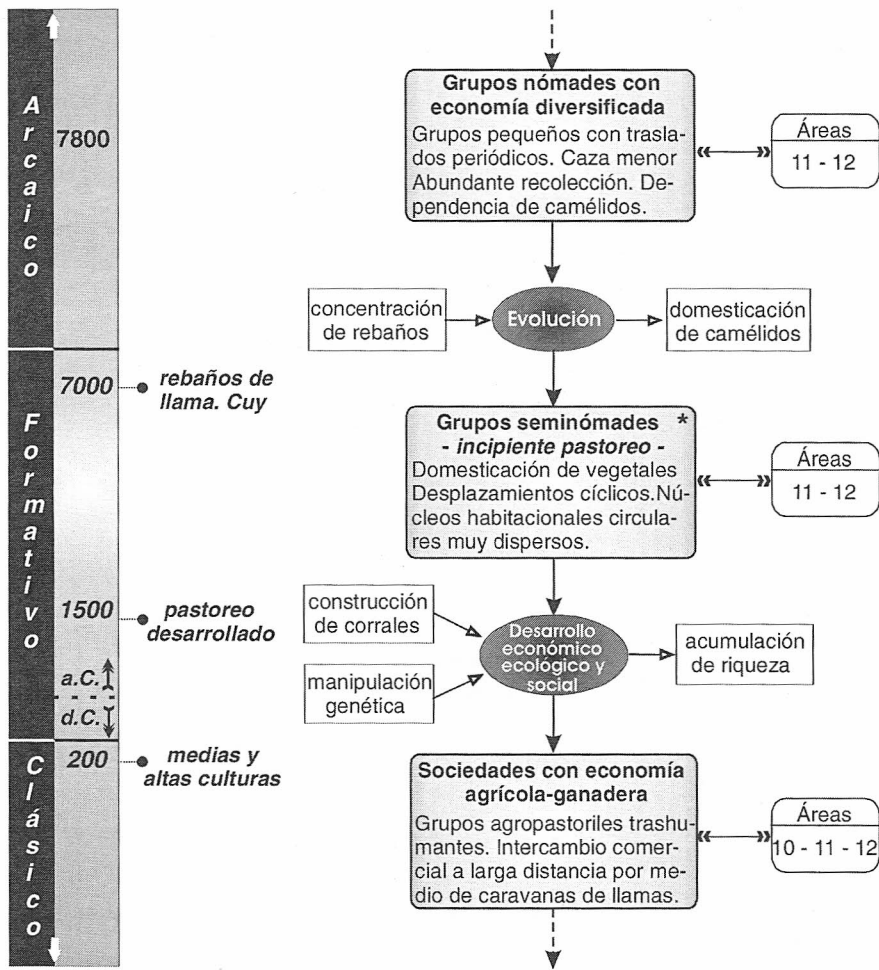 Arcaico
7800
Formativo
7000
rebaños de
llama. Cuy
1500
pastoreo
desarrollado
a.C.
d.C.
Clásico
200
medias y
altas culturas
Grupos nómades con
economía diversificada
Grupos pequeños con trasla-
dos periódicos. Caza menor
Abundante recolección. De-
pendencia de camélidos.
Áreas
11 - 12
concentración
de rebaños
Evolución
domesticación
de camélidos
Grupos seminómades *
- incipiente pastoreo -
Domesticación de vegetales
Desplazamientos cíclicos.Nú-
cleos habitacionales circula-
res muy dispersos.
Áreas
11 - 12
construcción
de corrales
manipulación
genética
Desarrollo
económico
ecológico y
social
acumulación
de riqueza
Sociedades con economía
agrícola-ganadera
Grupos agropastoriles trashu-
mantes. Intercambio comer-
cial a larga distancia por me-
dio de caravanas de llamas.
Áreas
10 - 11 - 12